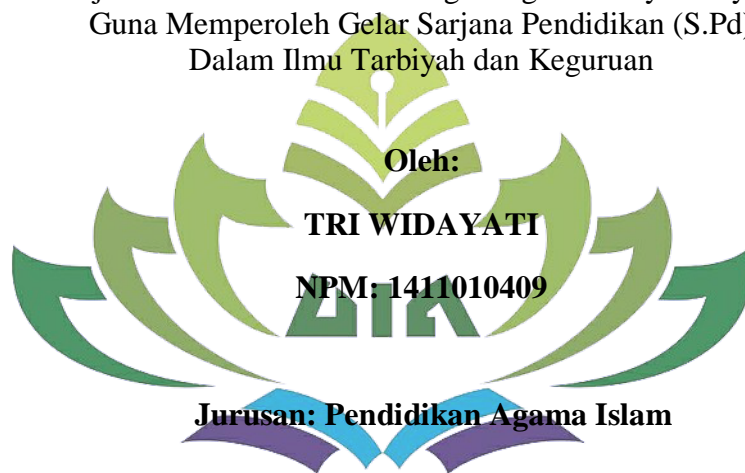 Guna Memperoleh Gelar Sarjana Pendidikan (S.Pd)
Dalam Ilmu Tarbiyah dan Keguruan
Oleh:
TRI WIDAYATI
NPM: 1411010409
Jurusan: Pendidikan Agama Islam